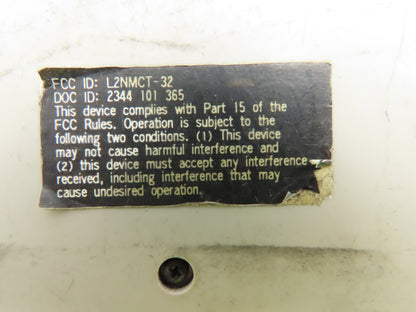 FCC ID: L2NMCT-32
DOC ID: 2344 101 365
This device complies with Part 15 of the
FCC Rules. Operation is subject to the
following two conditions. (1) This device
may not cause harmful interference and
(2) this device must accept any interference
received, including interference that may
cause undesired operation.